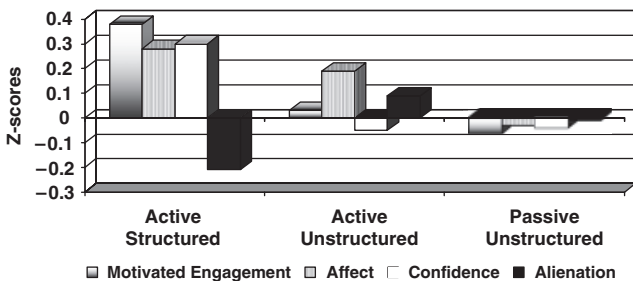 0.4
0.3
0.2
0.1
0
−0.1
−0.2
−0.3
Z-scores
Active Structured
Active Unstructured
Passive Unstructured
Motivated Engagement Affect Confidence Alienation